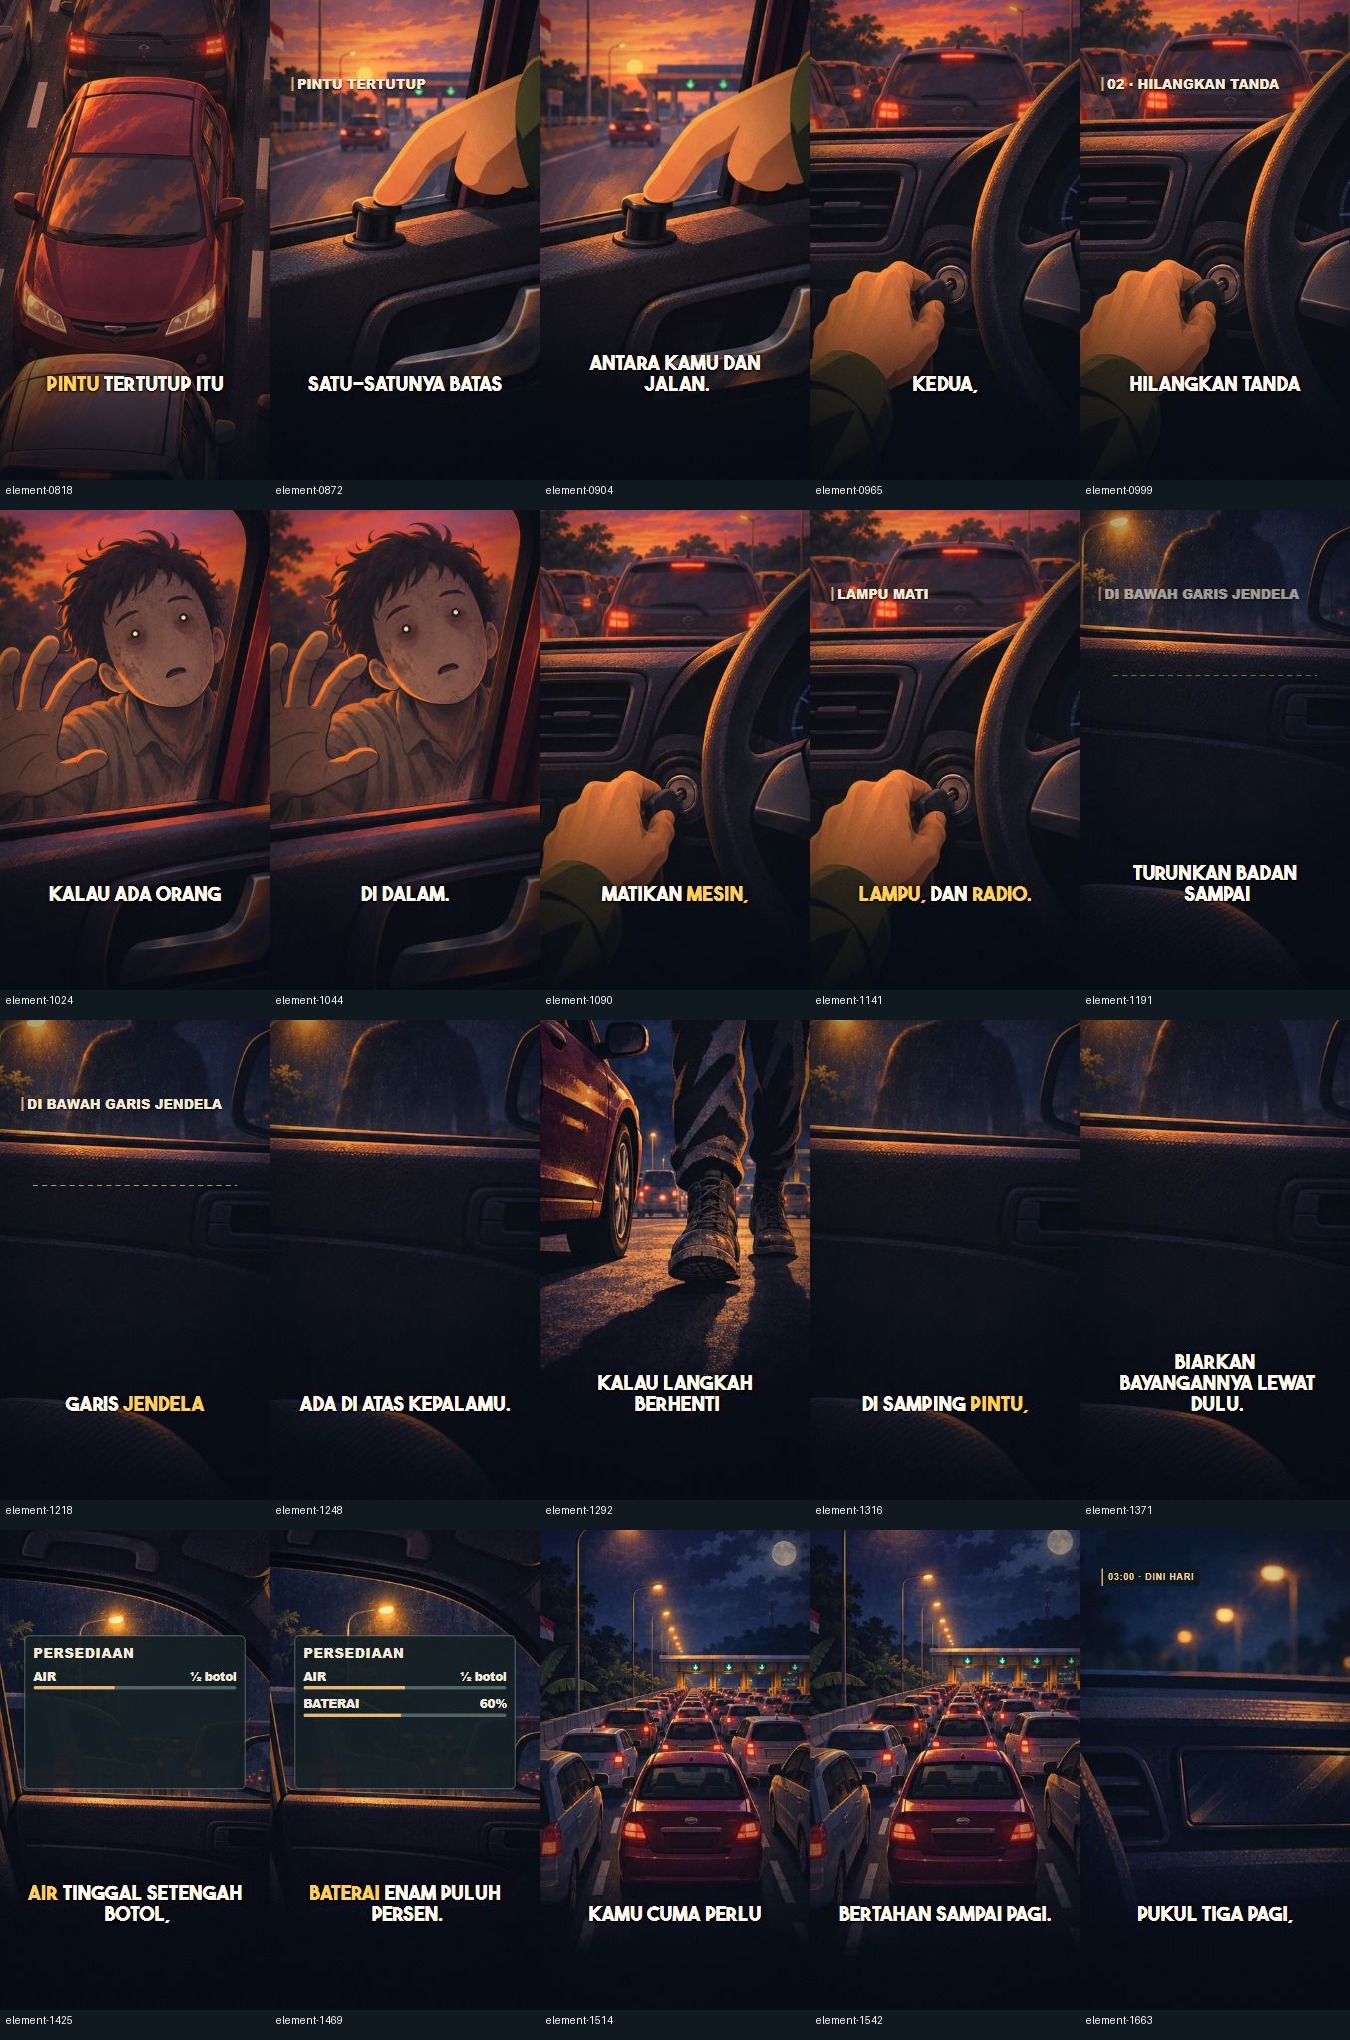 PINTU TERTUTUP ITU
element-0818
PINTU TERTUTUP
SATU-SATUNYA BATAS
element-0872
ANTARA KAMU DAN
JALAN.
element-0904
KEDUA,
element-0965
02 · HILANGKAN TANDA
HILANGKAN TANDA
element-0999
KALAU ADA ORANG
element-1024
DI DALAM.
element-1044
MATIKAN MESIN,
element-1090
LAMPU MATI
LAMPU, DAN RADIO.
element-1141
DI BAWAH GARIS JENDELA
TURUNKAN BADAN
SAMPAI
element-1191
DI BAWAH GARIS JENDELA
GARIS JENDELA
element-1218
ADA DI ATAS KEPALAMU.
element-1248
KALAU LANGKAH
BERHENTI
element-1292
DI SAMPING PINTU,
element-1316
BIARKAN
BAYANGANNYA LEWAT
DULU.
element-1371
PERSEDIAAN
AIR ½ botol
AIR TINGGAL SETENGAH
BOTOL,
element-1425
PERSEDIAAN
AIR ½ botol
BATERAI 60%
BATERAI ENAM PULUH
PERSEN.
element-1469
KAMU CUMA PERLU
element-1514
BERTAHAN SAMPAI PAGI.
element-1542
03:00 · DINI HARI
PUKUL TIGA PAGI,
element-1663